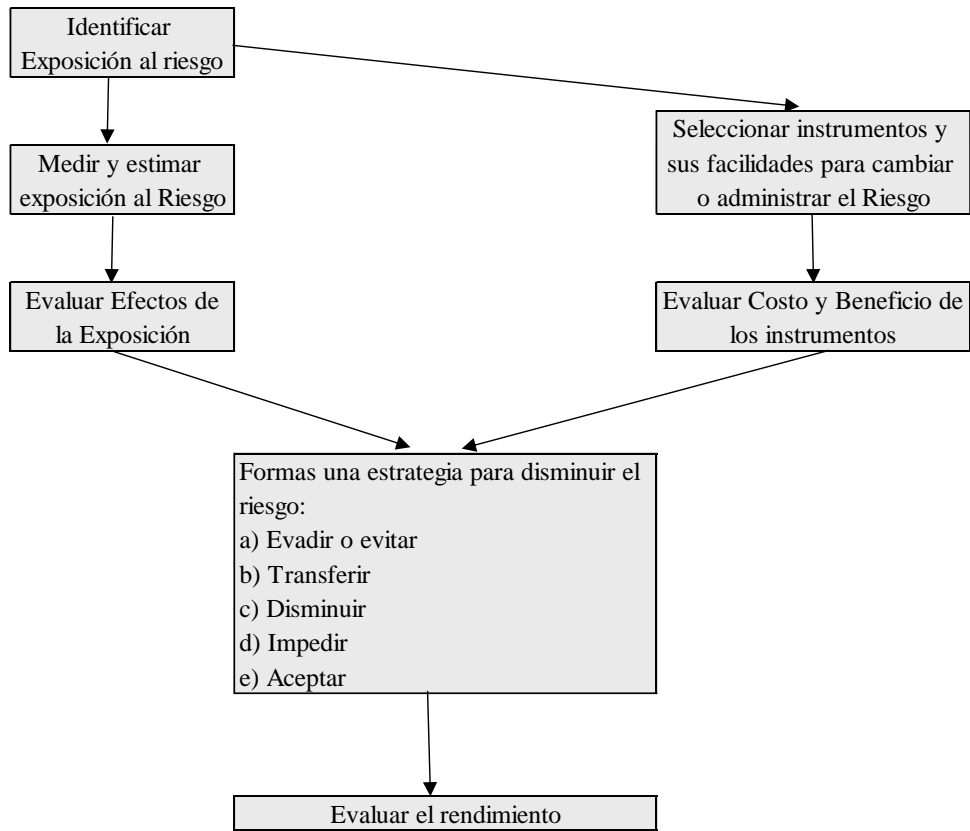 Identificar
Exposición al riesgo
Medir y estimar
exposición al Riesgo
Evaluar Efectos de
la Exposición
Seleccionar instrumentos y
sus facilidades para cambiar
o administrar el Riesgo
Evaluar Costo y Beneficio de
los instrumentos
Formas una estrategia para disminuir el
riesgo:
a) Evadir o evitar
b) Transferir
c) Disminuir
d) Impedir
e) Aceptar
Evaluar el rendimiento